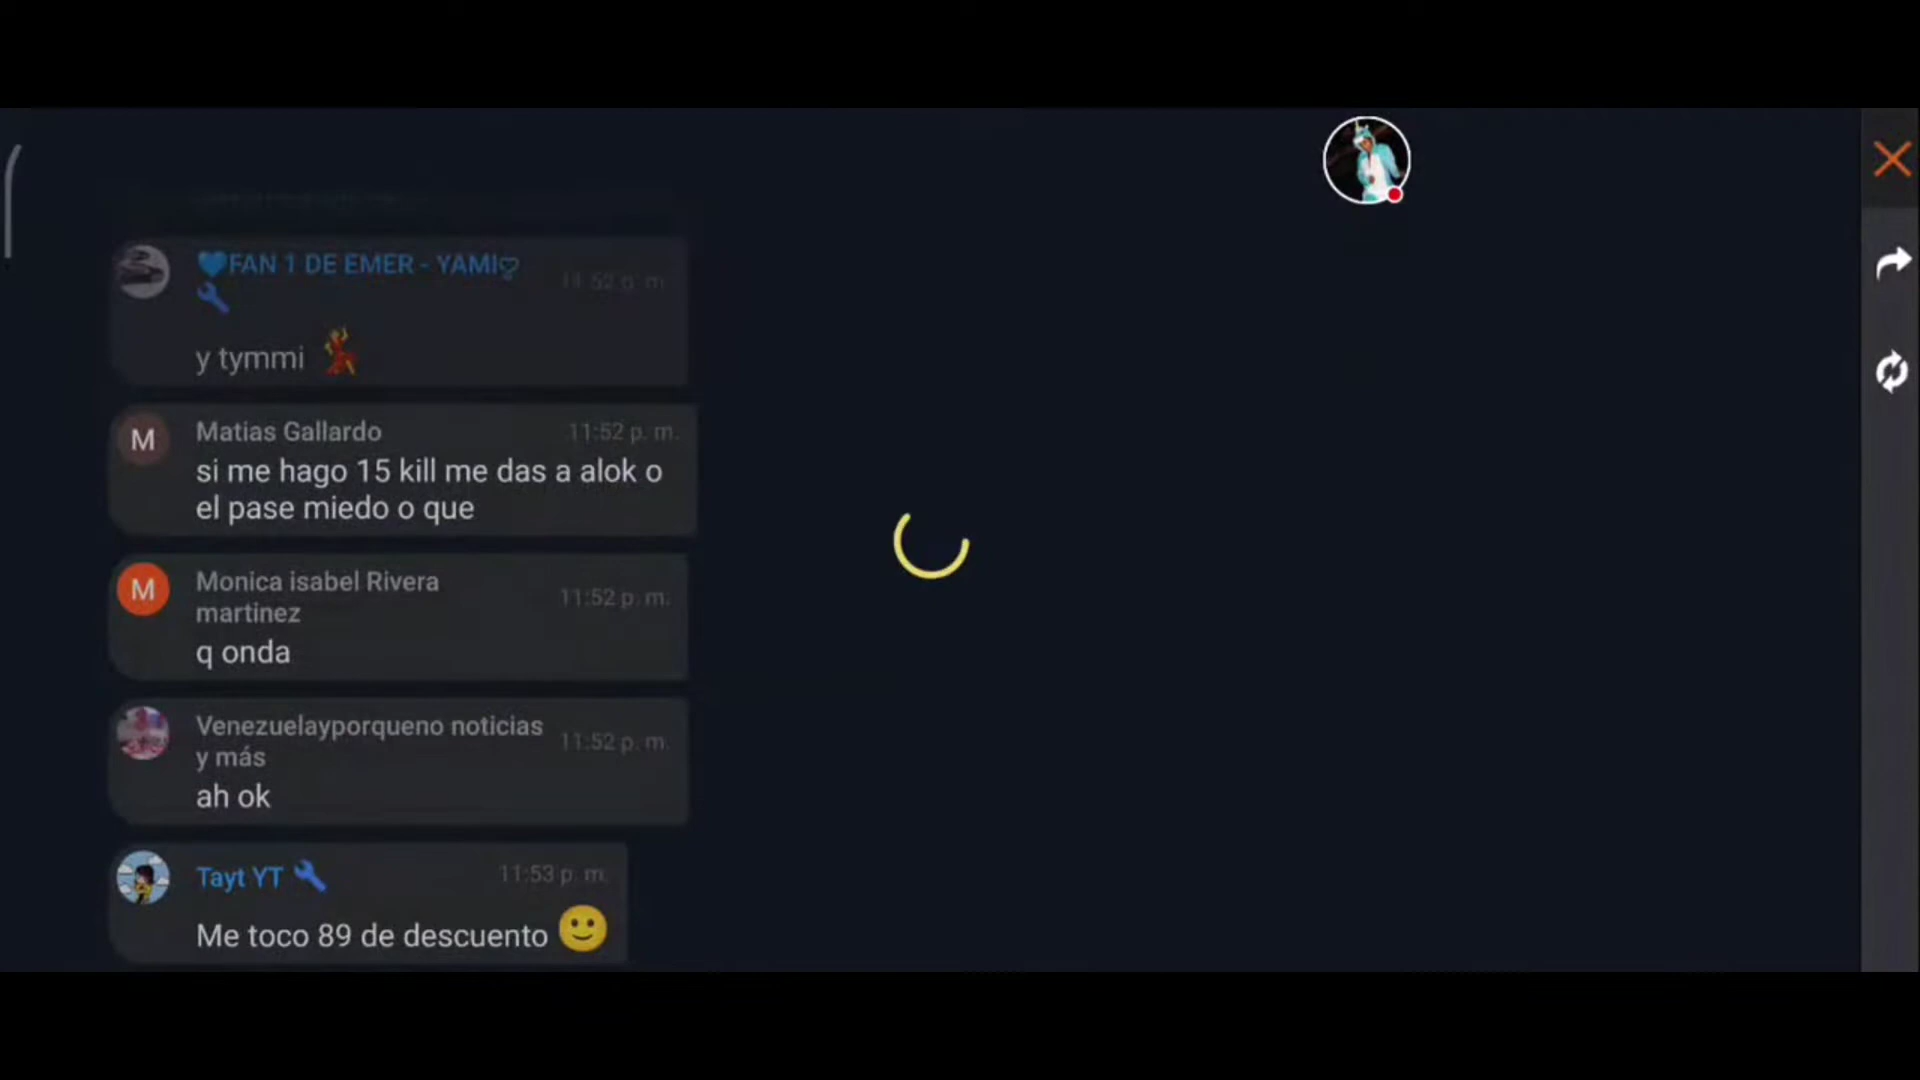 💙FAN 1 DE EMER - YAMI
11:52 p. m.
y tymmi 💃
M
Matias Gallardo
11:52 p. m.
si me hago 15 kill me das a alok o
el pase miedo o que
M
Monica isabel Rivera
martinez
11:52 p. m.
q onda
Venezuelayporqueno noticias
y más
11:52 p. m.
ah ok
Tayt YT 🔧
11:53 p. m.
Me toco 89 de descuento 🙂